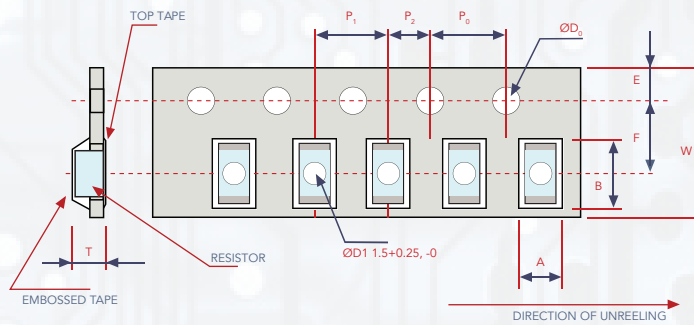 TOP TAPE
P1
P2
P0
ØD0
E
F
W
B
T
RESISTOR
ØD1 1.5+0.25, -0
A
EMBOSSED TAPE
DIRECTION OF UNREELING